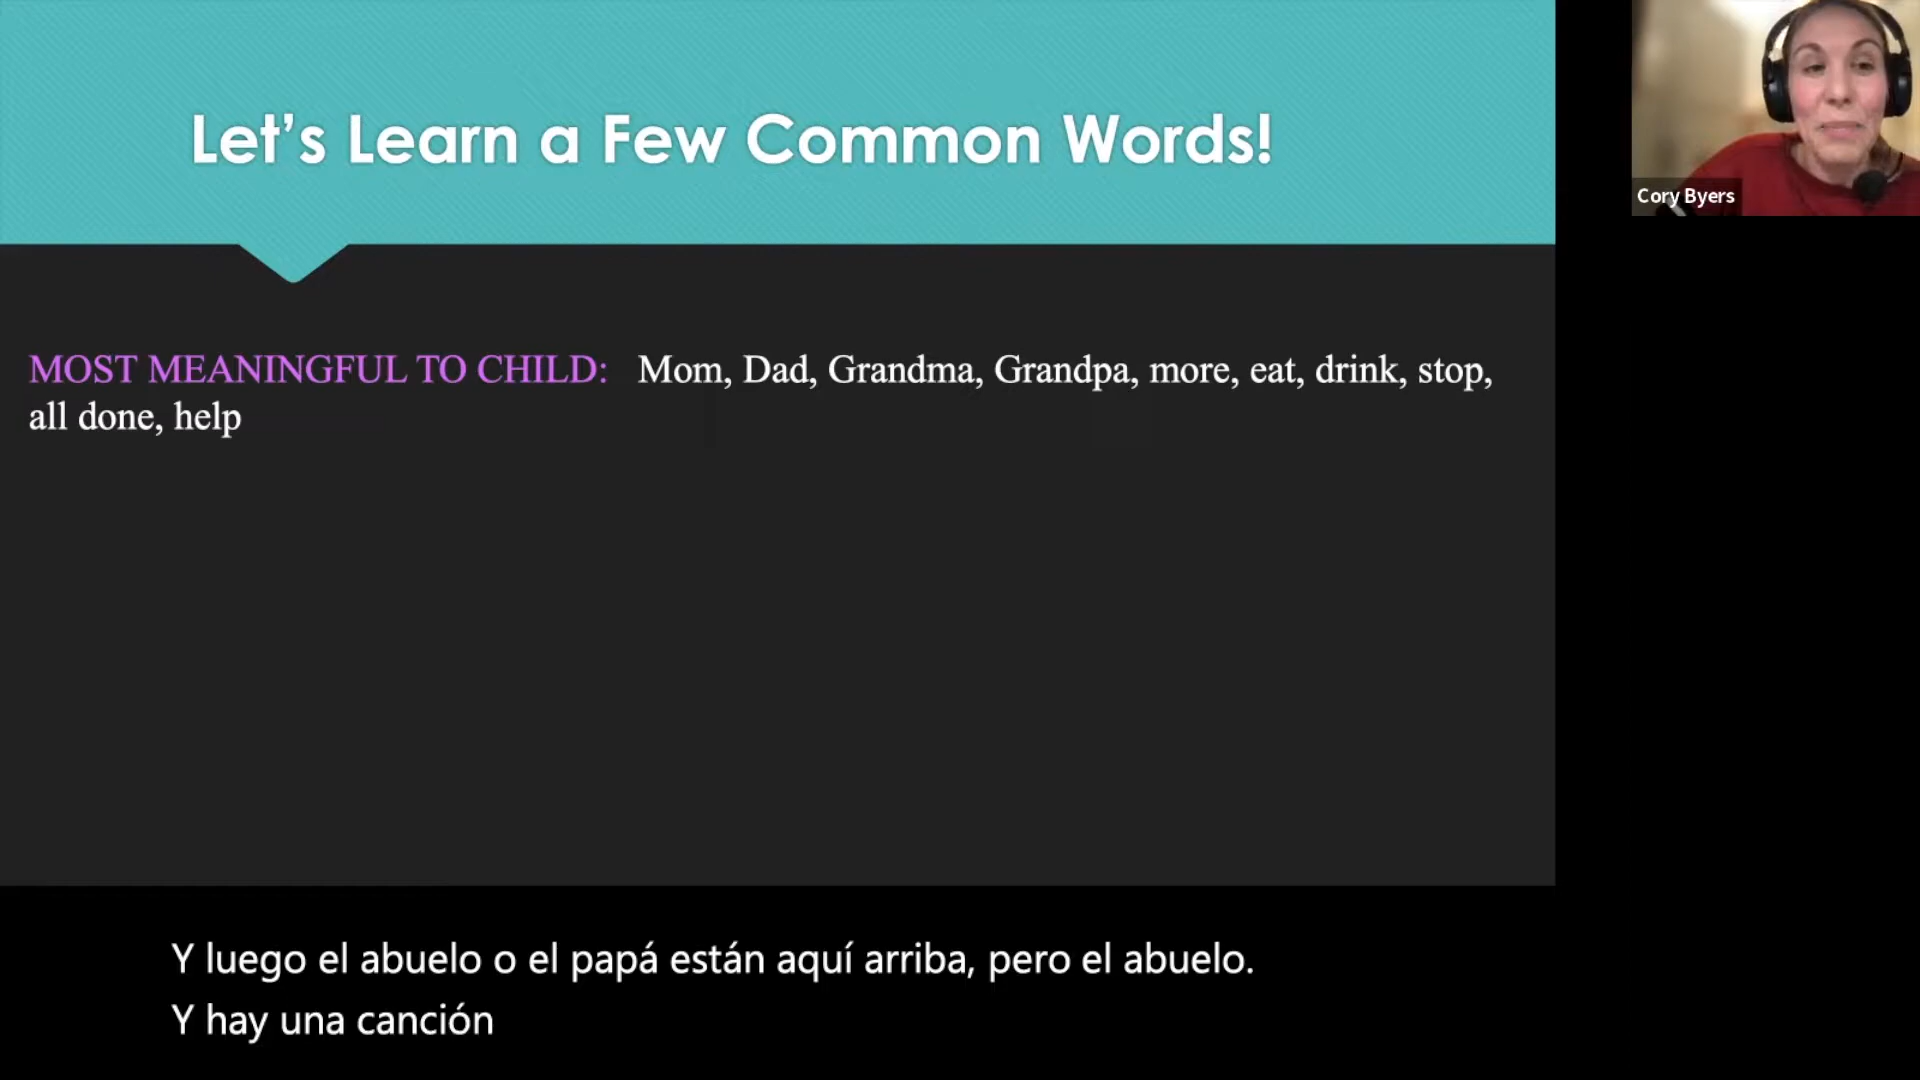 Let's Learn a Few Common Words!
Cory Byers
MOST MEANINGFUL TO CHILD: Mom, Dad, Grandma, Grandpa, more, eat, drink, stop,
all done, help
Y luego el abuelo o el papá están aquí arriba, pero el abuelo.
Y hay una canción